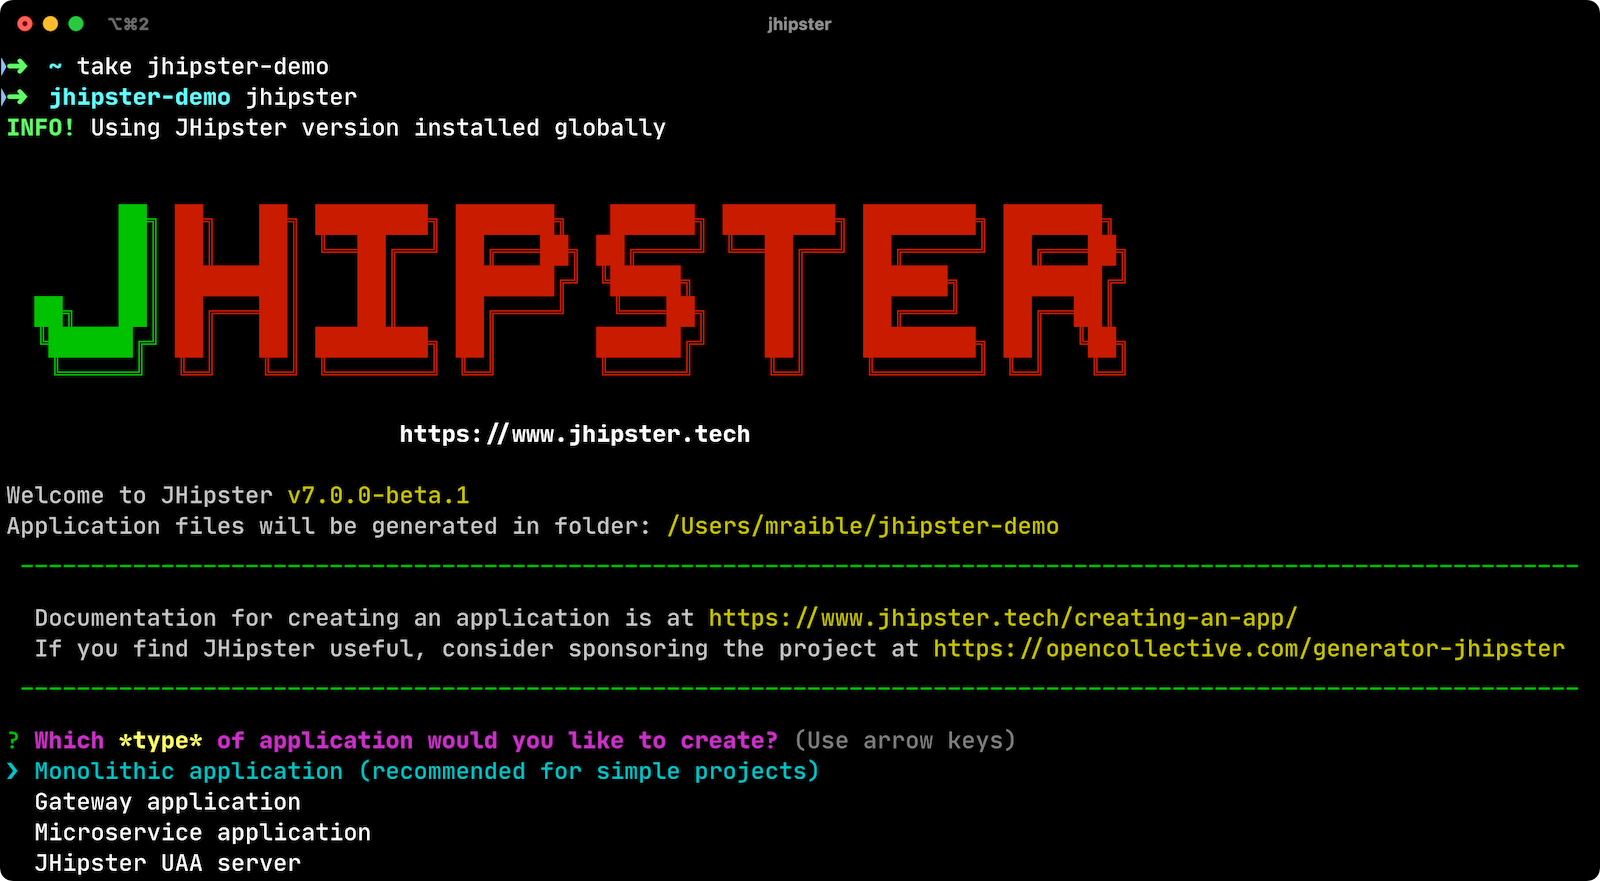 ⌥⌘2 jhipster
➜ ~ take jhipster-demo
➜ jhipster-demo jhipster
INFO! Using JHipster version installed globally
JHIPSTER
https://www.jhipster.tech
Welcome to JHipster v7.0.0-beta.1
Application files will be generated in folder: /Users/mraible/jhipster-demo
Documentation for creating an application is at https://www.jhipster.tech/creating-an-app/
If you find JHipster useful, consider sponsoring the project at https://opencollective.com/generator-jhipster
? Which *type* of application would you like to create? (Use arrow keys)
❯ Monolithic application (recommended for simple projects)
Gateway application
Microservice application
JHipster UAA server